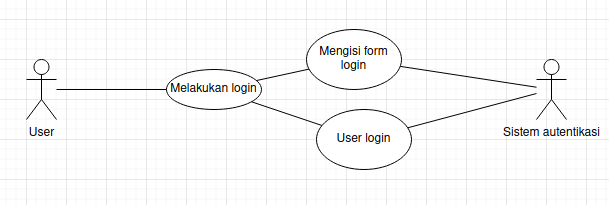 Mengisi form
login
Melakukan login
User login
User
Sistem autentikasi